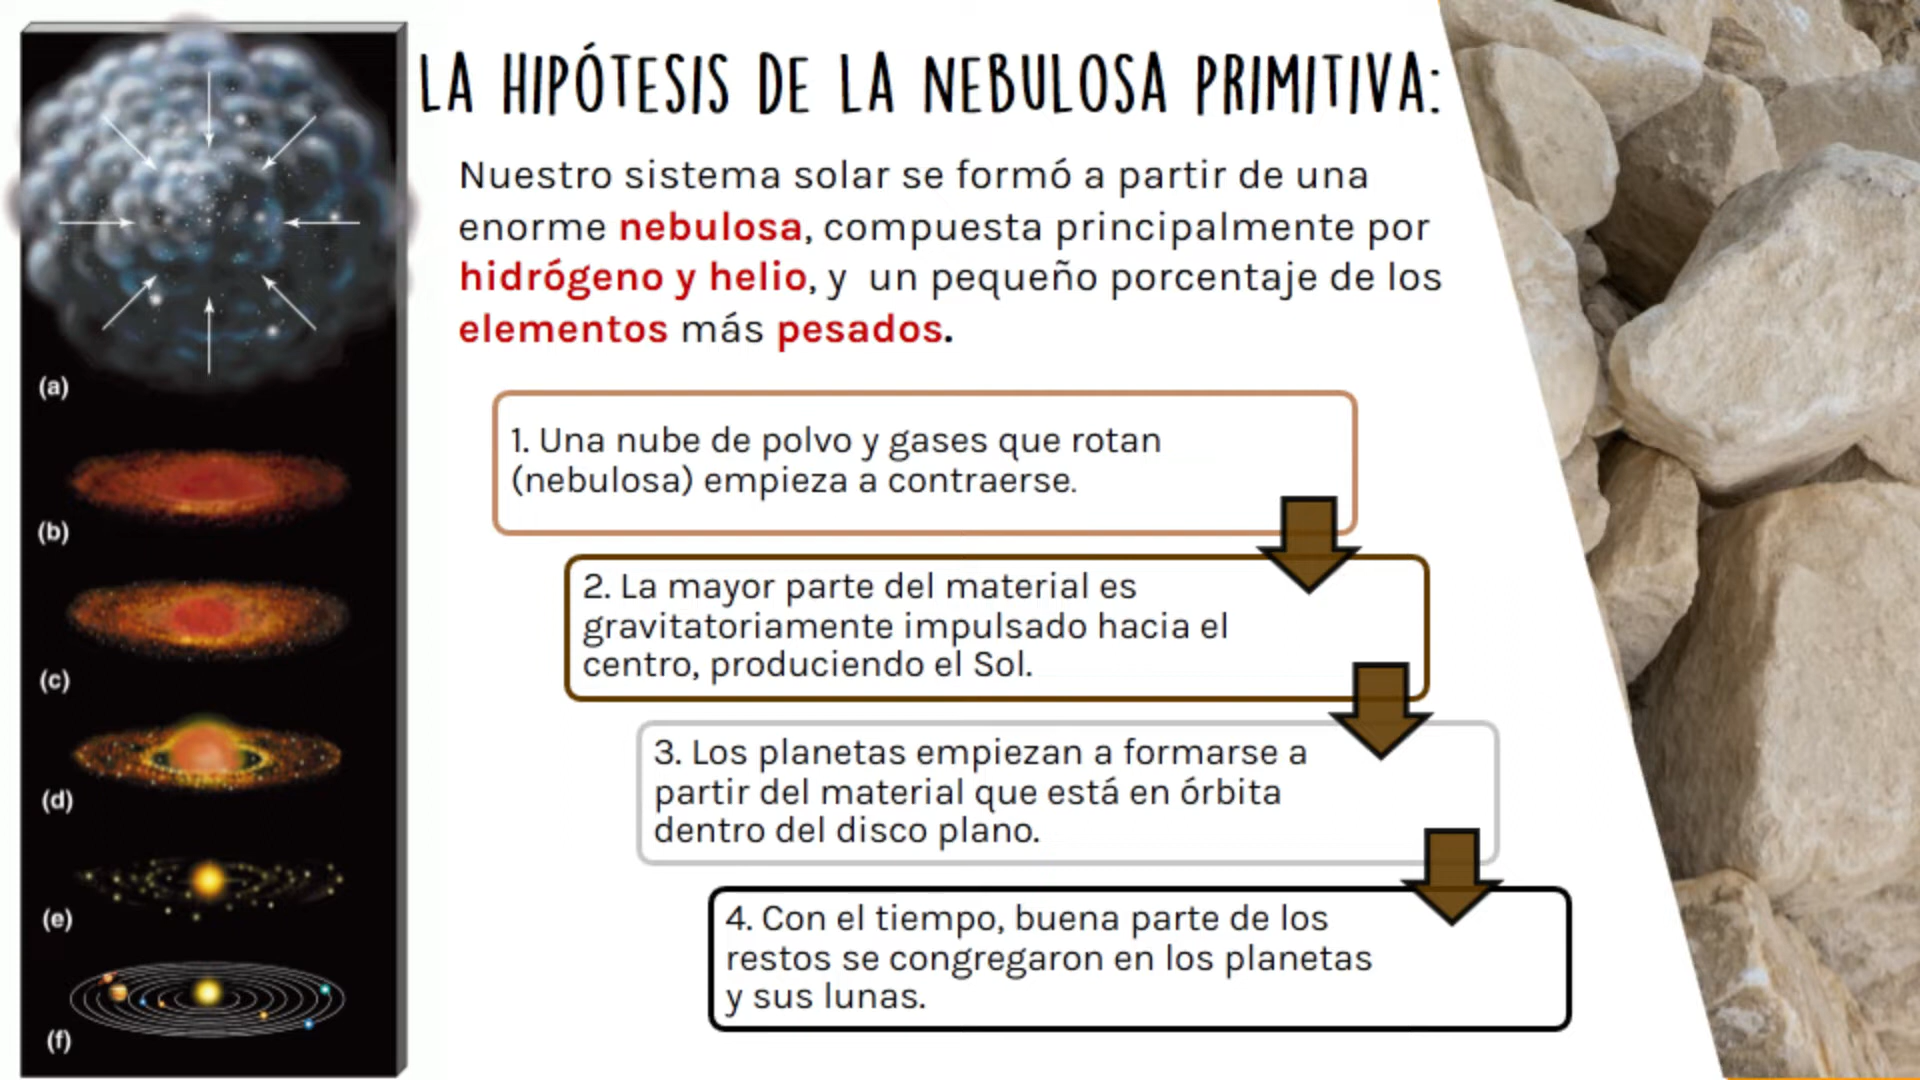 LA HIPÓTESIS DE LA NEBULOSA PRIMITIVA:
Nuestro sistema solar se formó a partir de una
enorme nebulosa, compuesta principalmente por
hidrógeno y helio, y un pequeño porcentaje de los
elementos más pesados.
1. Una nube de polvo y gases que rotan
(nebulosa) empieza a contraerse.
2. La mayor parte del material es
gravitatoriamente impulsado hacia el
centro, produciendo el Sol.
3. Los planetas empiezan a formarse a
partir del material que está en órbita
dentro del disco plano.
4. Con el tiempo, buena parte de los
restos se congregaron en los planetas
y sus lunas.
(a)
(b)
(c)
(d)
(e)
(f)